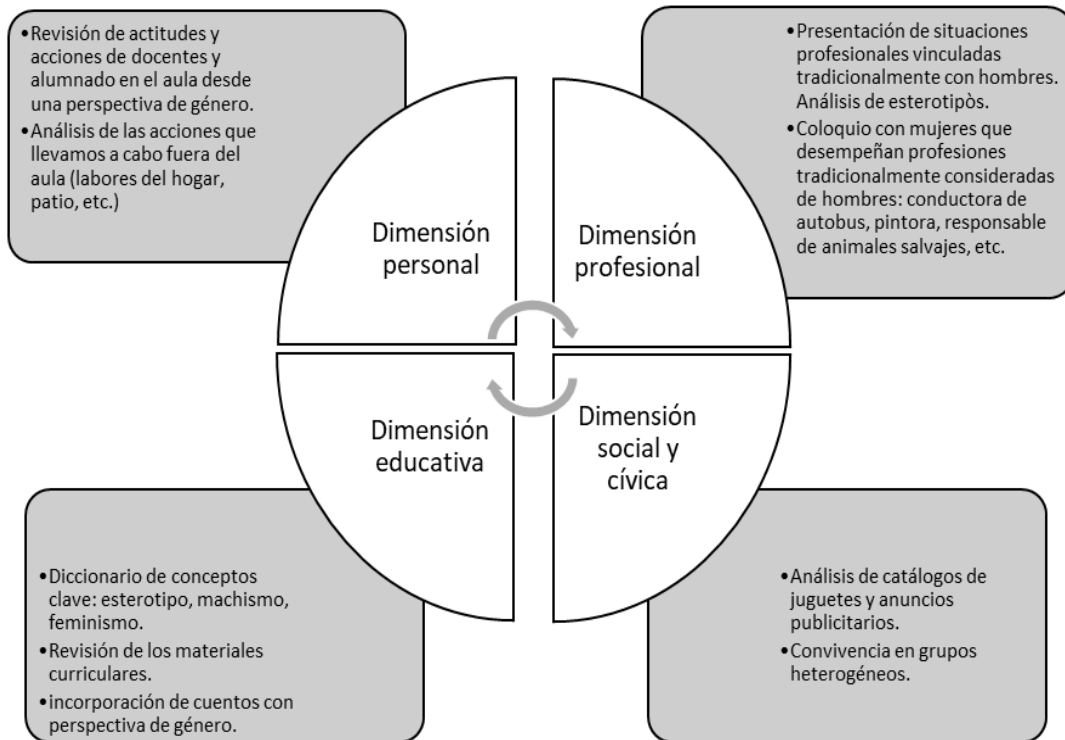 •Revisión de actitudes y
acciones de docentes y
alumnado en el aula desde
una perspectiva de género.
•Análisis de las acciones que
llevamos a cabo fuera del
aula (labores del hogar,
patio, etc.)
•Presentación de situaciones
profesionales vinculadas
tradicionalmente con hombres.
Análisis de esterotipòs.
•Coloquio con mujeres que
desempeñan profesiones
tradicionalmente consideradas
de hombres: conductora de
autobus, pintora, responsable
de animales salvajes, etc.
Dimensión
personal
Dimensión
profesional
Dimensión
educativa
Dimensión
social y
cívica
•Diccionario de conceptos
clave: esterotipo, machismo,
feminismo.
•Revisión de los materiales
curriculares.
•incorporación de cuentos con
perspectiva de género.
•Análisis de catálogos de
juguetes y anuncios
publicitarios.
•Convivencia en grupos
heterogéneos.